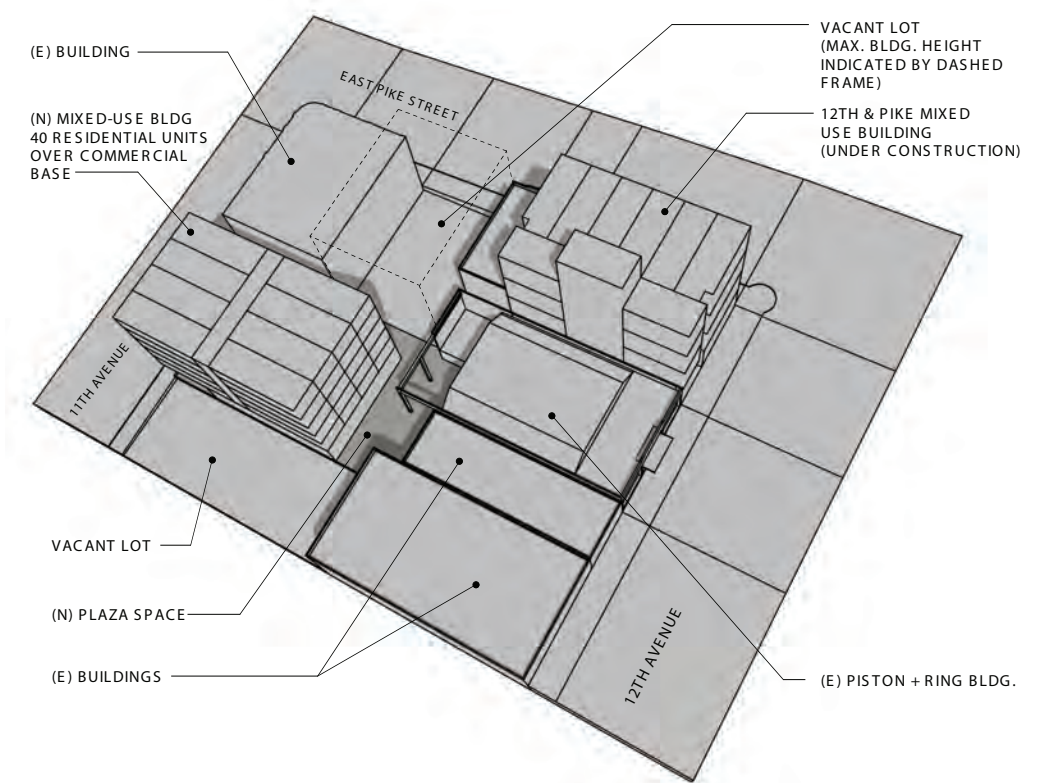 (E) BUILDING
(N) MIXED-USE BLDG
40 RESIDENTIAL UNITS
OVER COMMERCIAL
BASE
EAST PIKE STREET
VACANT LOT
(MAX. BLDG. HEIGHT
INDICATED BY DASHED
FRAME)
12TH & PIKE MIXED
USE BUILDING
(UNDER CONSTRUCTION)
11TH AVENUE
VACANT LOT
(N) PLAZA SPACE
(E) BUILDINGS
12TH AVENUE
(E) PISTON + RING BLDG.